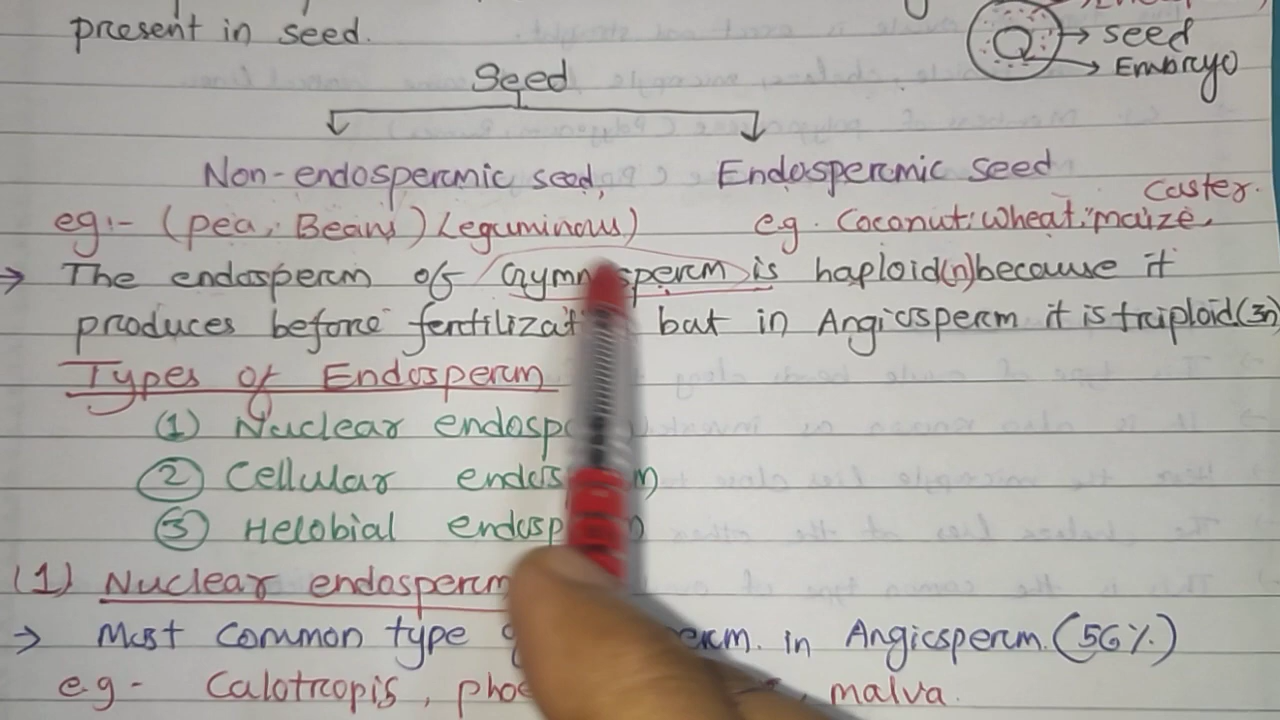 present in seed.
→ seed
→ Embryo
Seed
Non-endospermic seed, Endospermic seed
caster.
eg:- (pea, Beans) Leguminous) e.g. Coconut, wheat, maize,
→ The endosperm of Gymnosperm is haploid(n) because it
produces before fertilizat but in Angiosperm it is triploid(3n)
Types of Endosperm
(1) Nuclear endosp
(2) Cellular endos m
(3) Helobial endosp m
(1) Nuclear endosperm
→ Most common type erm. in Angiosperm. (56%)
e.g - Calotropis, phoe , malva.